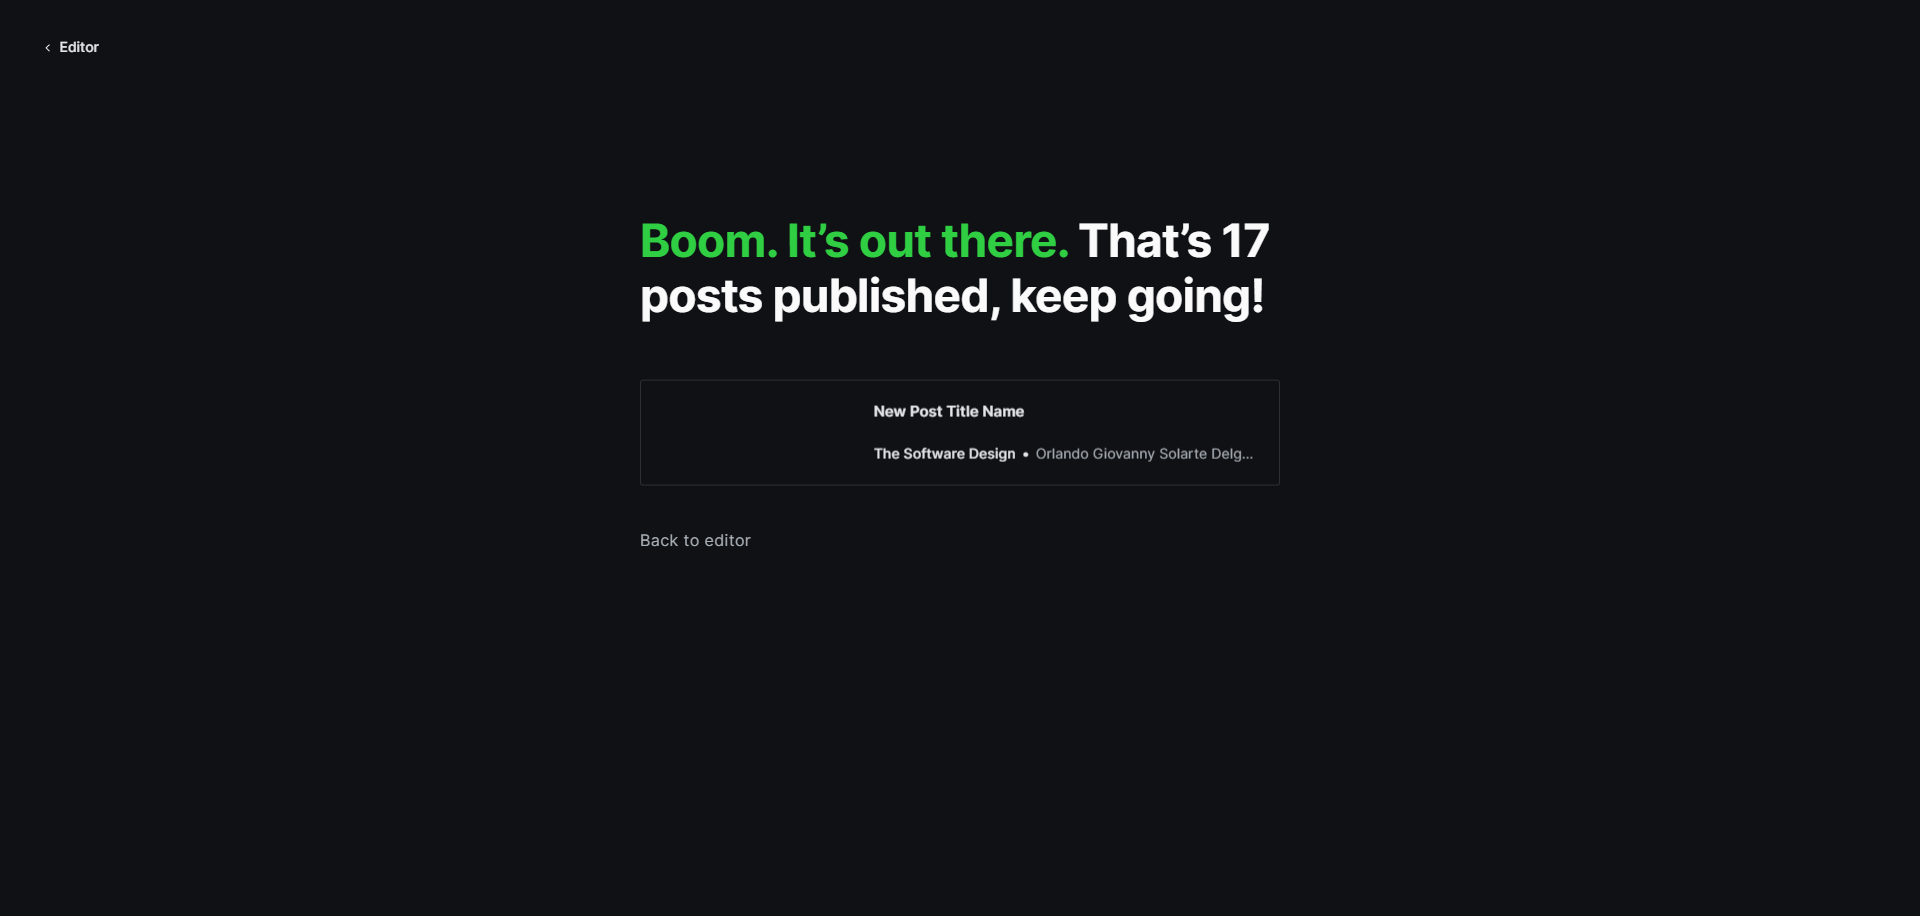 Editor
Boom. It’s out there. That’s 17
posts published, keep going!
New Post Title Name
The Software Design • Orlando Giovanny Solarte Delg...
Back to editor